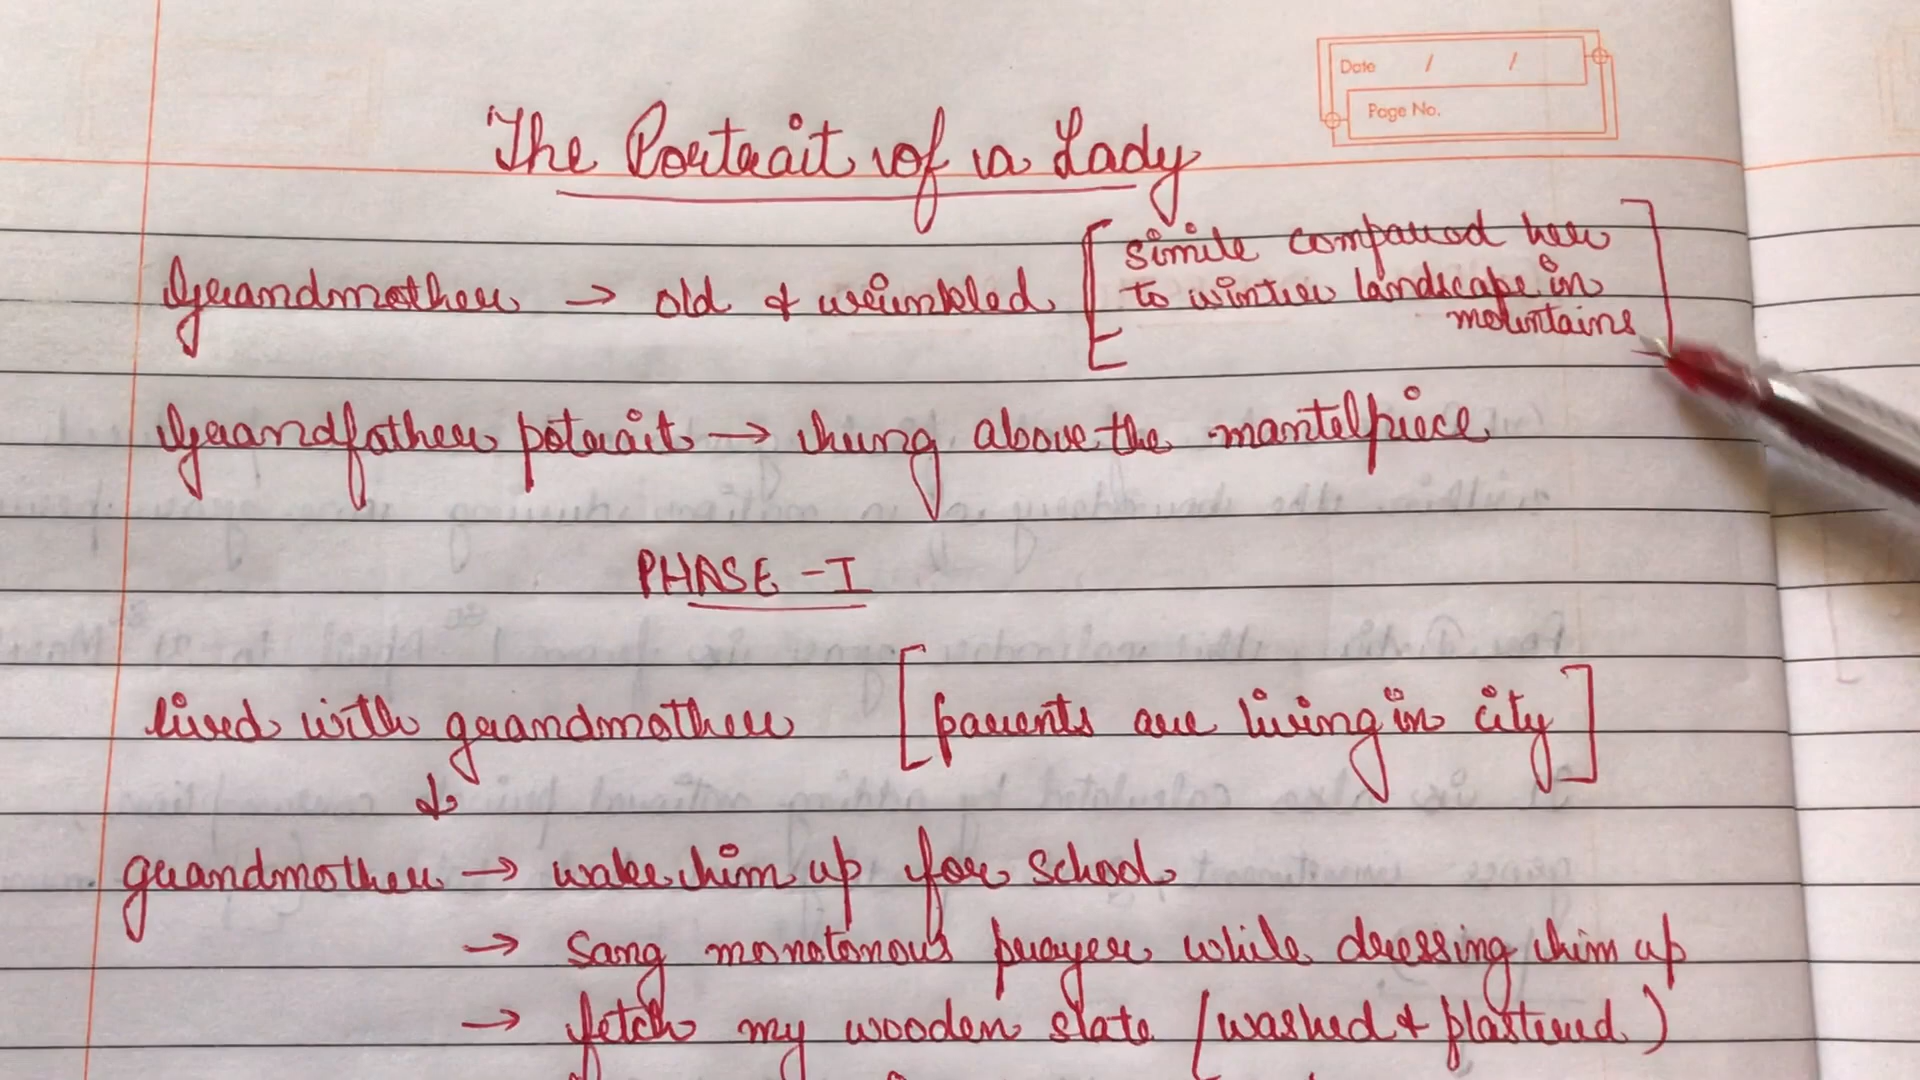 Date / /
Page No.
The Portrait of a Lady
Grandmother → old & wrinkled [simile compared her
to winter landscape in
mountains]
Grandfather potrait → hung above the mantelpiece
PHASE - I
lived with grandmother [parents are living in city]
↓
grandmother → wake him up for school
→ Sang monotonous prayer while dressing him up
→ fetch my wooden slate (washed & plastered)